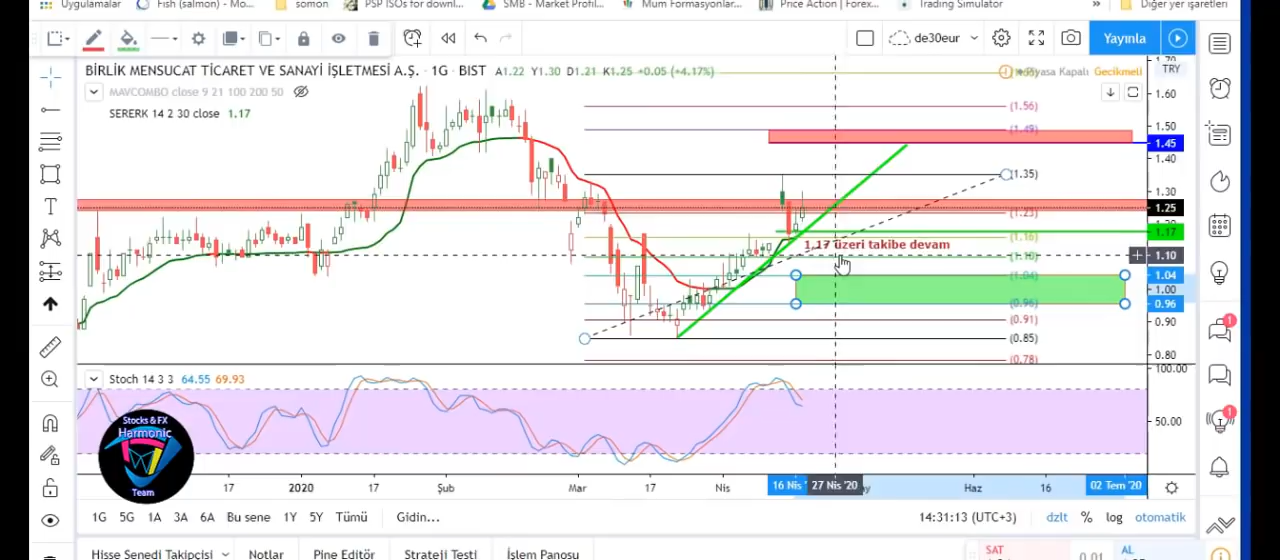 Uygulamalar
Fish (salmon) - Mo...
somon
PSP ISOs for downl...
SMB - Market Profil...
Mum Formasyonlar...
Price Action | Forex...
Trading Simulator
»
Diğer yer işaretleri
de30eur
Yayınla
BİRLİK MENSUCAT TİCARET VE SANAYİ İŞLETMESİ A.Ş. · 1G · BIST A1.22 Y1.30 D1.21 K1.25 +0.05 (+4.17%)
Piyasa Kapalı Gecikmeli
TRY
MAVCOMBO close 9 21 100 200 50
SERERK 14 2 30 close 1.17
1.70
1.60
1.50
1.45
1.40
1.30
1.25
1.17
1.10
1.04
1.00
0.96
0.90
0.80
(1.56)
(1.49)
(1.35)
(1.23)
(1.16)
(1.10)
(1.04)
(0.96)
(0.91)
(0.85)
(0.78)
1.17 üzeri takibe devam
Stoch 14 3 3 64.55 69.93
100.00
50.00
Stocks & FX
Harmonic
Team
17
2020
17
Şub
Mar
17
Nis
16 Nis '
27 Nis '20
Haz
16
02 Tem '20
1G 5G 1A 3A 6A Bu sene 1Y 5Y Tümü Gidin...
14:31:13 (UTC+3) dzlt % log otomatik
Hisse Senedi Takipçisi
Notlar
Pine Editör
Strateji Testi
İşlem Panosu
SAT
0.01
AL
1
1